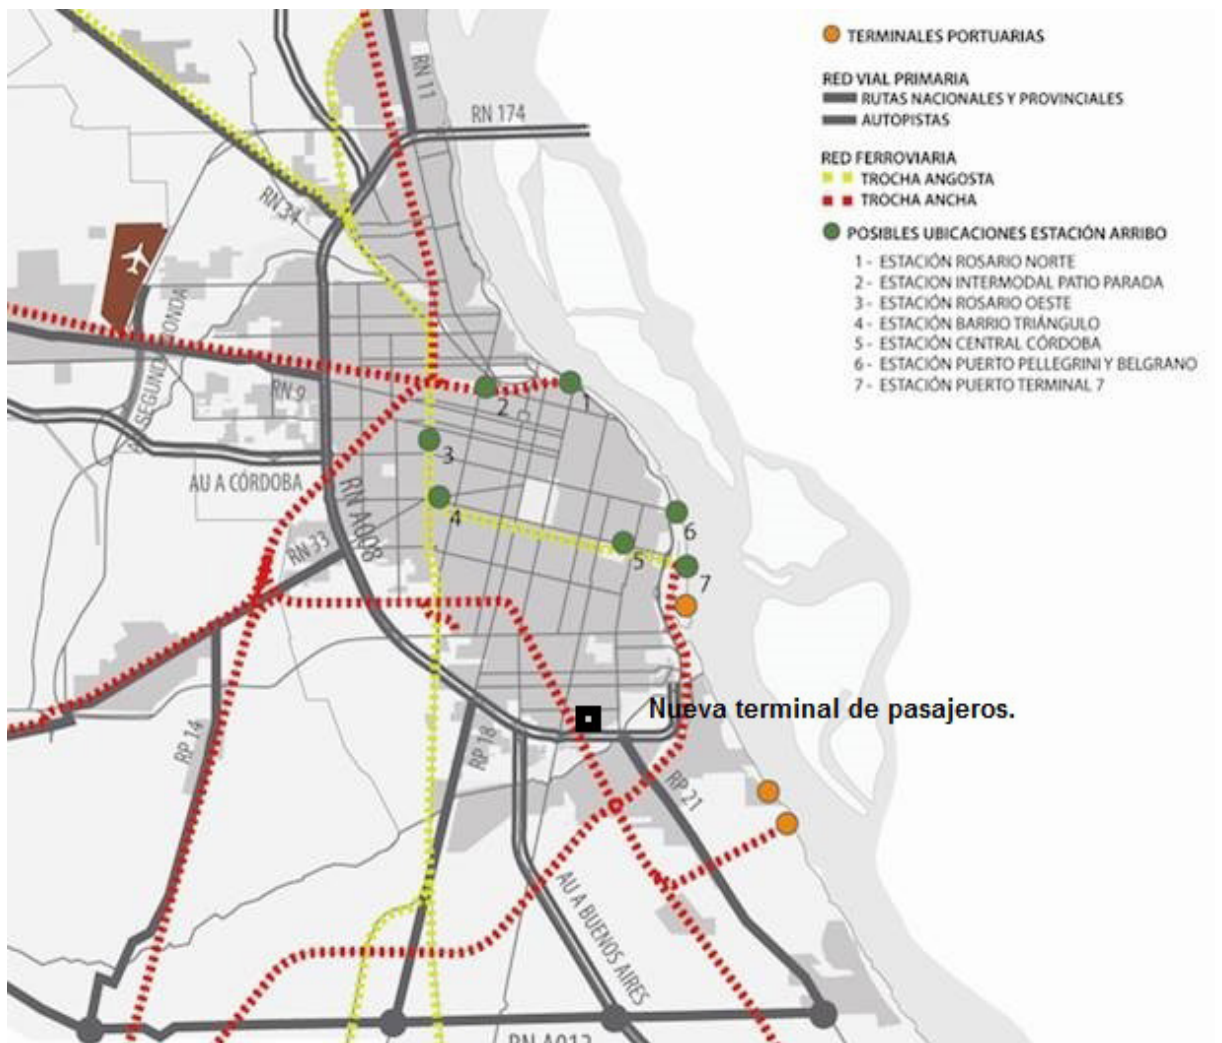 TERMINALES PORTUARIAS
RED VIAL PRIMARIA
RUTAS NACIONALES Y PROVINCIALES
AUTOPISTAS
RED FERROVIARIA
TROCHA ANGOSTA
TROCHA ANCHA
POSIBLES UBICACIONES ESTACIÓN ARRIBO
1 - ESTACIÓN ROSARIO NORTE
2 - ESTACION INTERMODAL PATIO PARADA
3 - ESTACIÓN ROSARIO OESTE
4 - ESTACIÓN BARRIO TRIÁNGULO
5 - ESTACIÓN CENTRAL CÓRDOBA
6 - ESTACIÓN PUERTO PELLEGRINI Y BELGRANO
7 - ESTACIÓN PUERTO TERMINAL 7
RN 11
RN 174
RN 34
SEGUNDA RONDA
RN 9
2
1
3
AU A CÓRDOBA
RN A008
4
6
5
7
RN 33
Nueva terminal de pasajeros.
RP 14
RP 18
RP 21
AU A BUENOS AIRES
RN A012